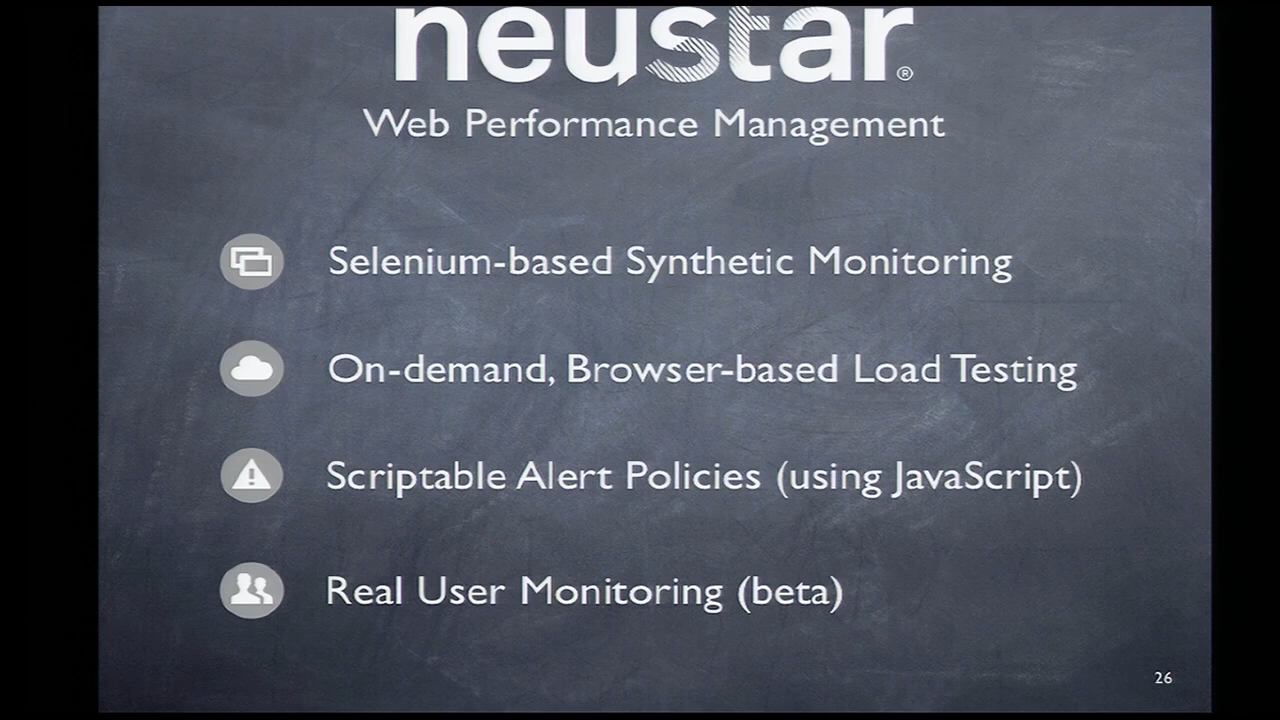 neustar®
Web Performance Management
Selenium-based Synthetic Monitoring
On-demand, Browser-based Load Testing
Scriptable Alert Policies (using JavaScript)
Real User Monitoring (beta)
26